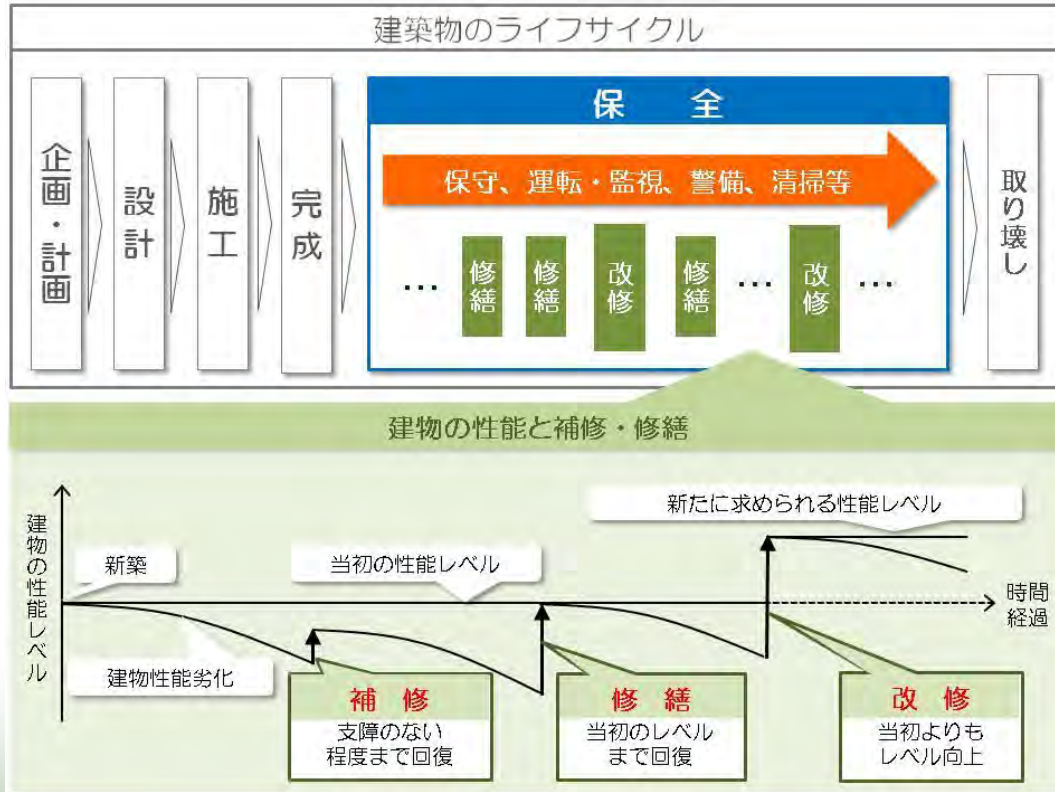 建築物のライフサイクル
企画・計画
設計
施工
完成
保 全
保守、運転・監視、警備、清掃等
…
修繕
修繕
改修
修繕
…
改修
…
取り壊し
建物の性能と補修・修繕
建物の性能レベル
新築
当初の性能レベル
新たに求められる性能レベル
時間
経過
建物性能劣化
補 修
支障のない
程度まで回復
修 繕
当初のレベル
まで回復
改 修
当初よりも
レベル向上